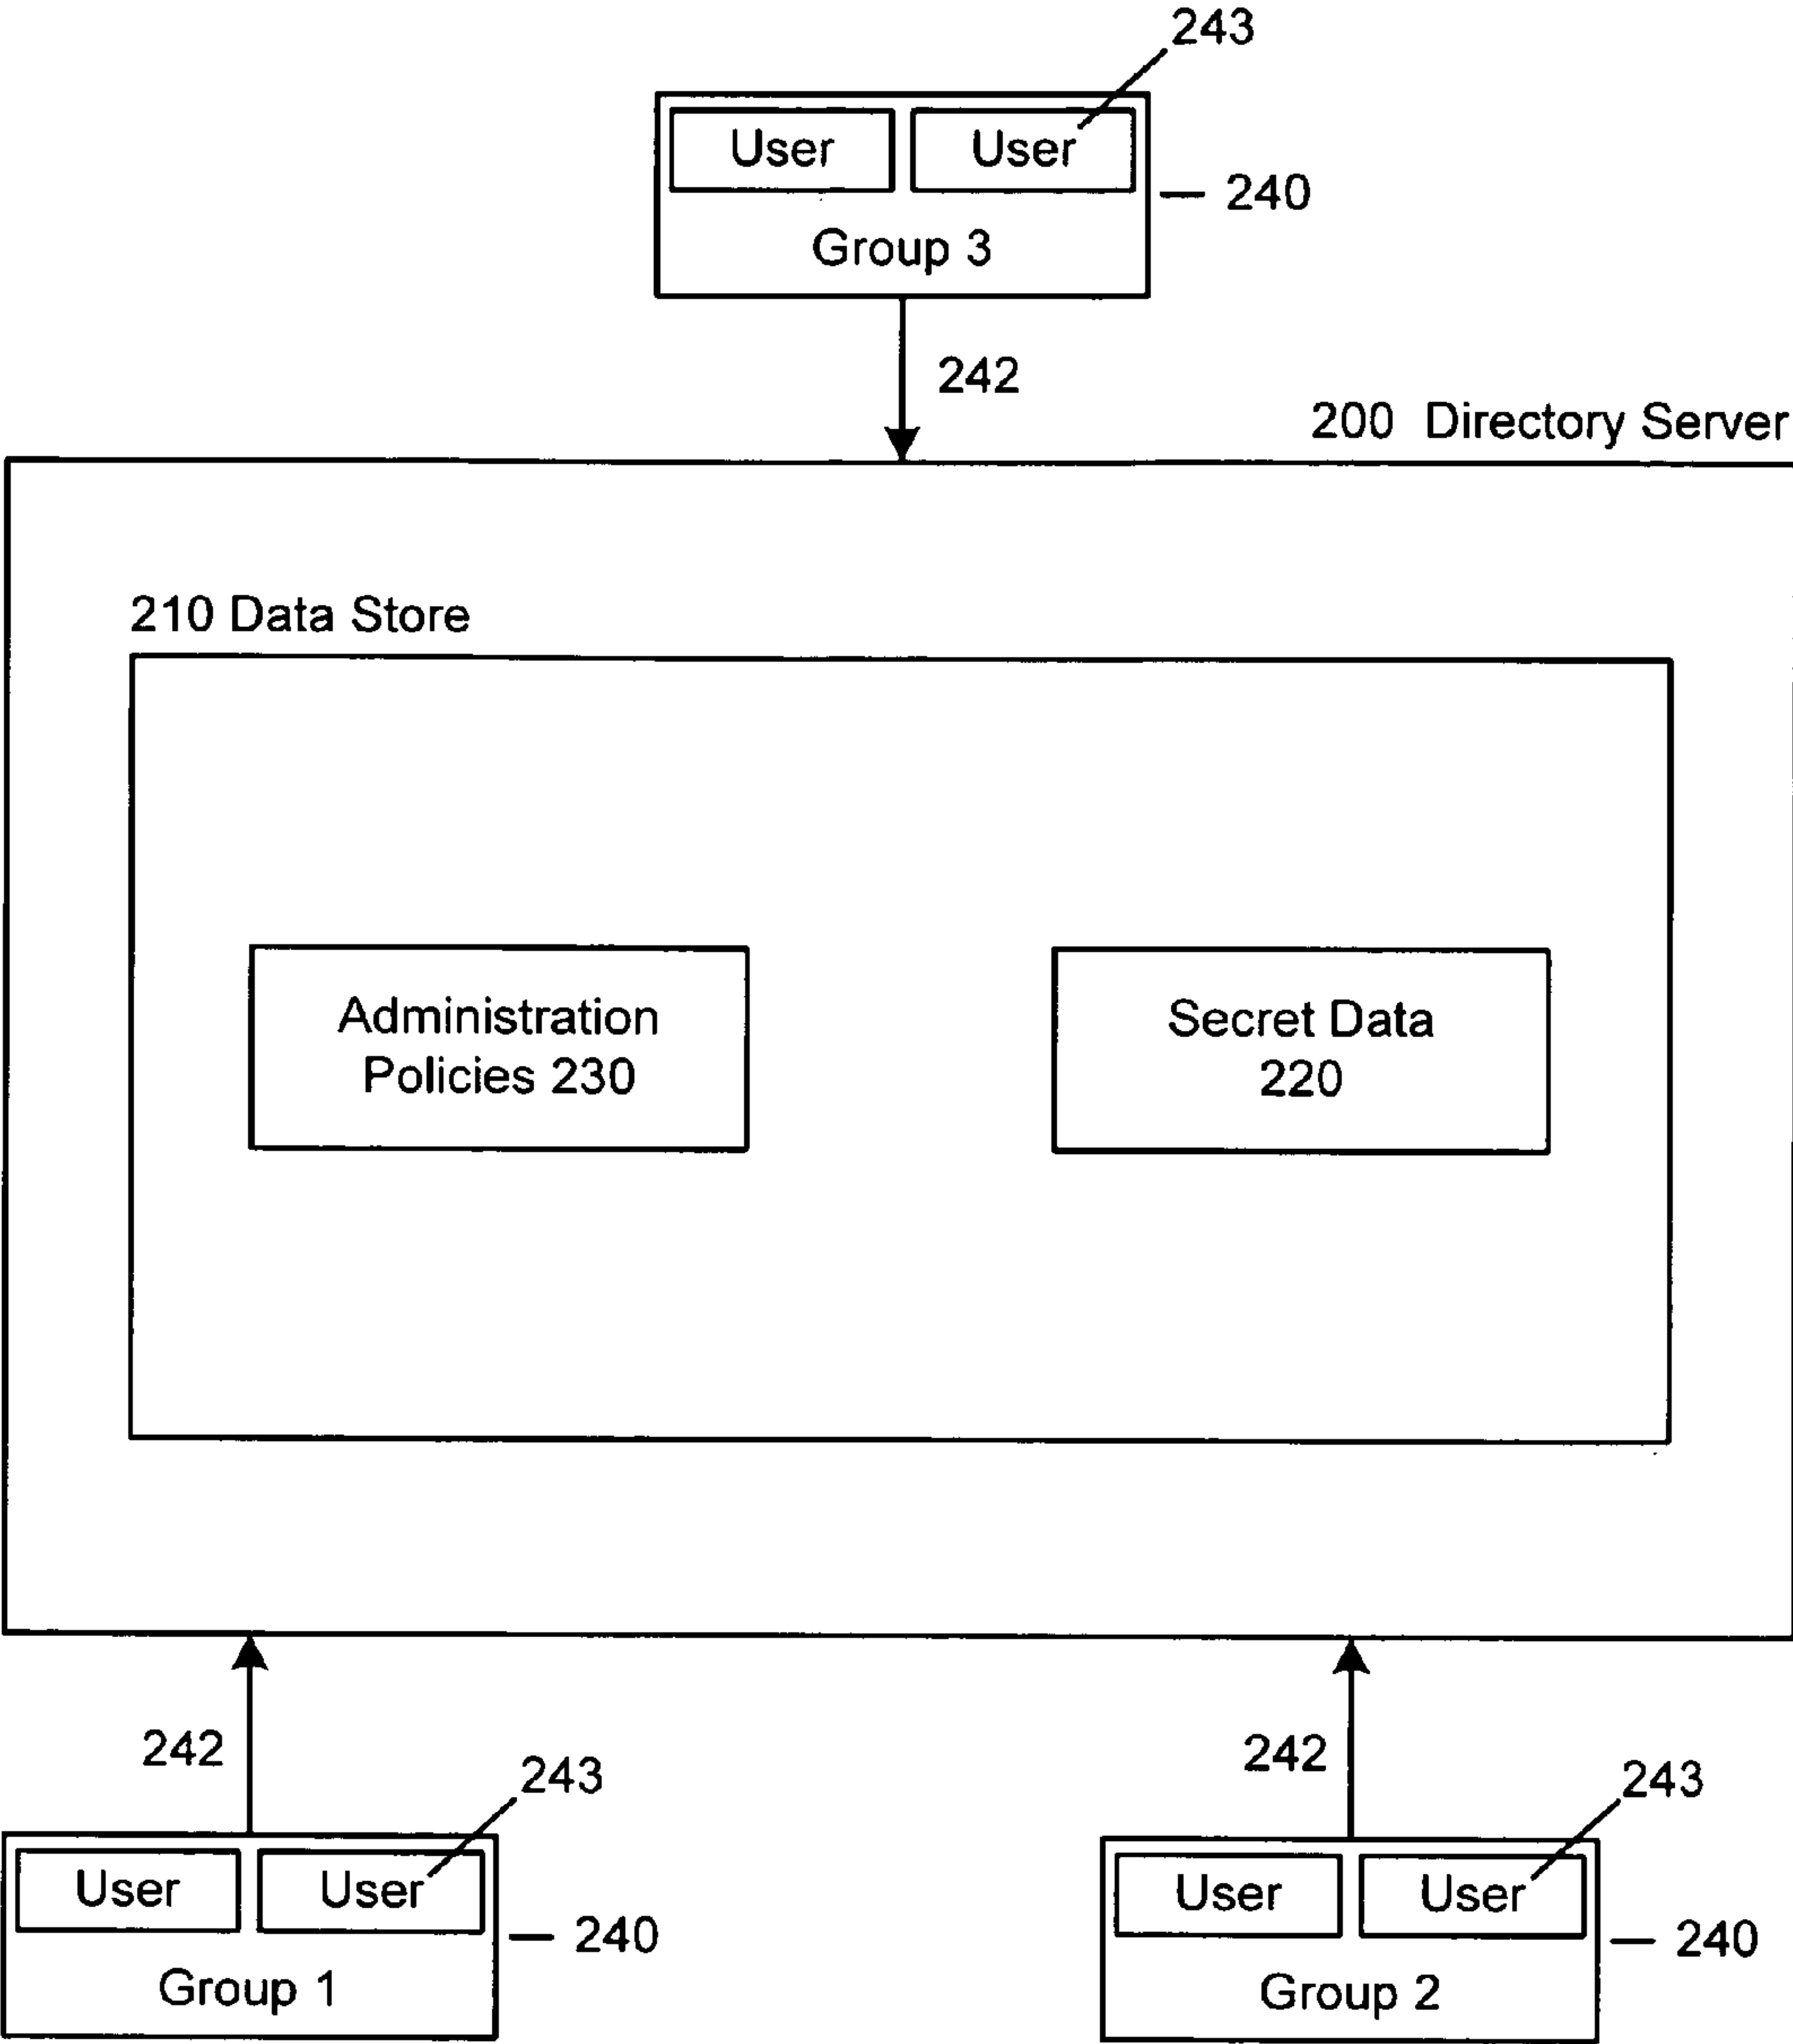 243
User User
240
Group 3
242
200 Directory Server
210 Data Store
Administration
Policies 230
Secret Data
220
242
243
User User
240
Group 1
242
243
User User
240
Group 2